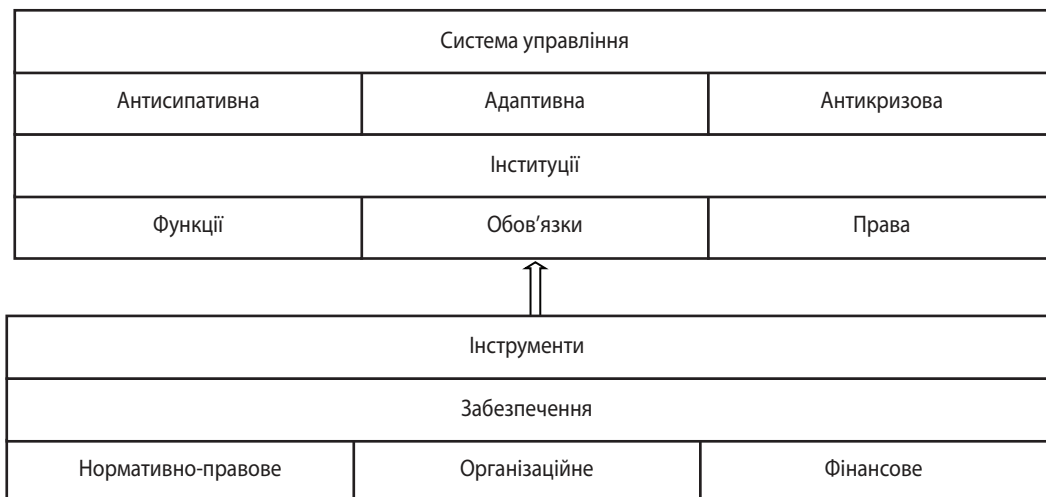 Система управління
Антисипативна Адаптивна Антикризова
Інституції
Функції Обов’язки Права
Інструменти
Забезпечення
Нормативно-правове Організаційне Фінансове